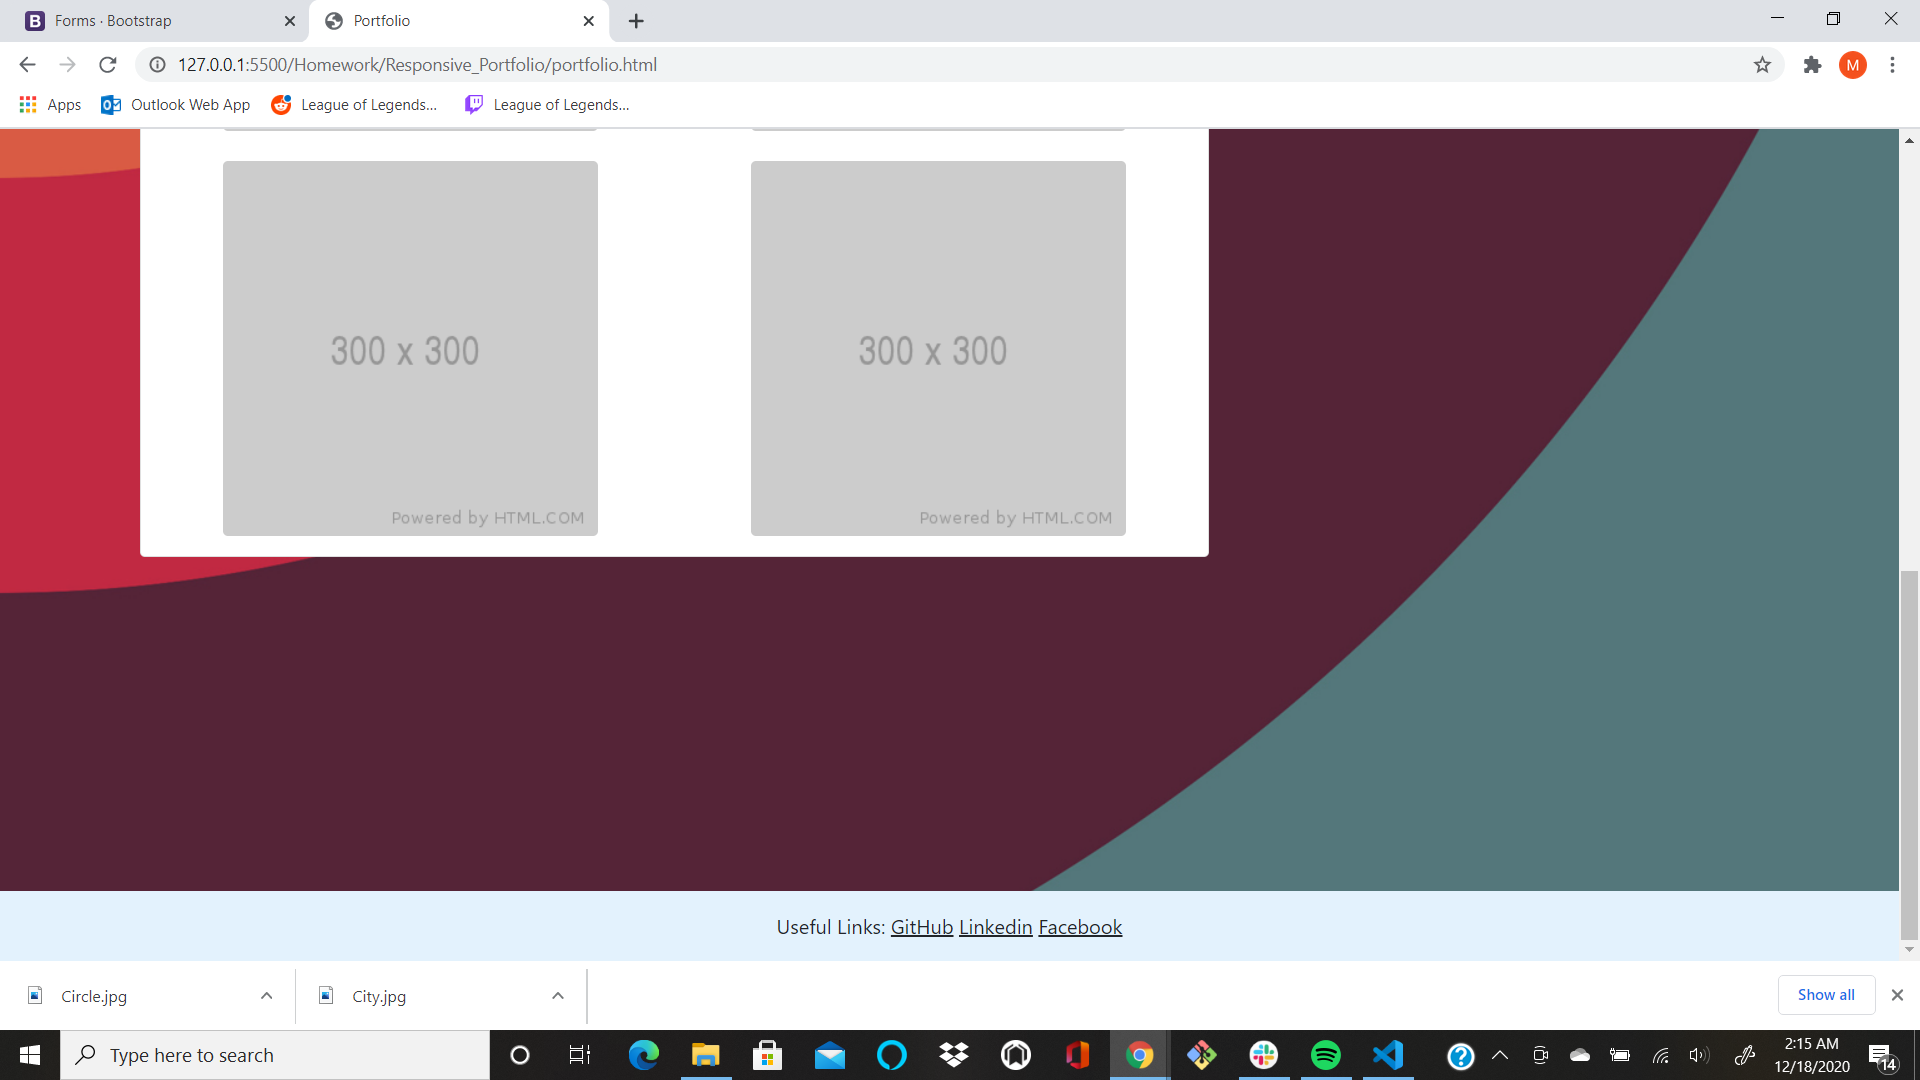 Forms · Bootstrap
Portfolio
127.0.0.1:5500/Homework/Responsive_Portfolio/portfolio.html
M
Apps
Outlook Web App
League of Legends...
League of Legends...
300 x 300
Powered by HTML.COM
300 x 300
Powered by HTML.COM
Useful Links: GitHub Linkedin Facebook
Circle.jpg
City.jpg
Show all
Type here to search
2:15 AM
12/18/2020
14